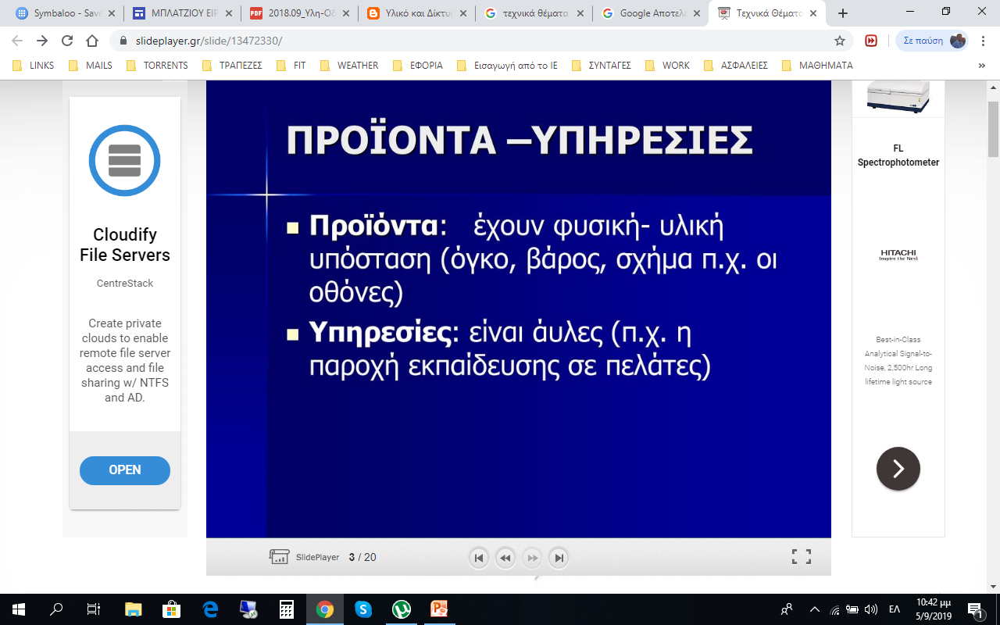 Symbaloo - Save
ΜΠΛΑΤΖΙΟΥ ΕΙΡ
2018.09_Υλη-Οδ
Υλικό και Δίκτυα
τεχνικά θέματα
Google Αποτελέ
Τεχνικά Θέματα
slideplayer.gr/slide/13472330/
Σε παύση
LINKS
MAILS
TORRENTS
ΤΡΑΠΕΖΕΣ
FIT
WEATHER
ΕΦΟΡΙΑ
Εισαγωγή από το IE
ΣΥΝΤΑΓΕΣ
WORK
ΑΣΦΑΛΕΙΕΣ
ΜΑΘΗΜΑΤΑ
»
Cloudify
File Servers
CentreStack
Create private
clouds to enable
remote file server
access and file
sharing w/ NTFS
and AD.
OPEN
ΠΡΟΪΟΝΤΑ –ΥΠΗΡΕΣΙΕΣ
Προϊόντα: έχουν φυσική- υλική
υπόσταση (όγκο, βάρος, σχήμα π.χ. οι
οθόνες)
Υπηρεσίες: είναι άυλες (π.χ. η
παροχή εκπαίδευσης σε πελάτες)
SlidePlayer 3 / 20
FL
Spectrophotometer
HITACHI
Inspire the Next
Best-in-Class
Analytical Signal-to-
Noise, 2,500hr Long
lifetime light source
ΕΛ
10:42 μμ
5/9/2019
1